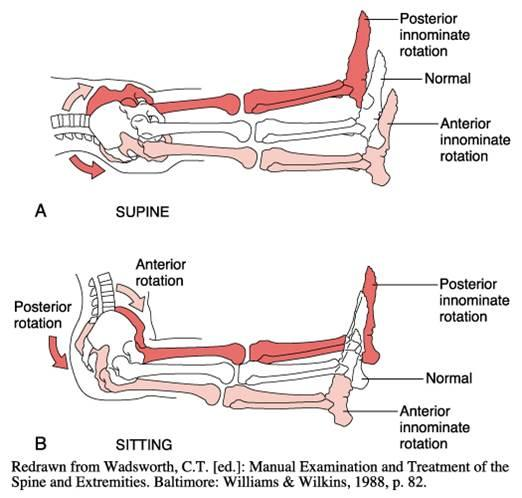 Posterior
innominate
rotation
Normal
Anterior
innominate
rotation
A
SUPINE
Anterior
rotation
Posterior
rotation
Posterior
innominate
rotation
Normal
Anterior
innominate
rotation
B
SITTING
Redrawn from Wadsworth, C.T. [ed.]: Manual Examination and Treatment of the
Spine and Extremities. Baltimore: Williams & Wilkins, 1988, p. 82.